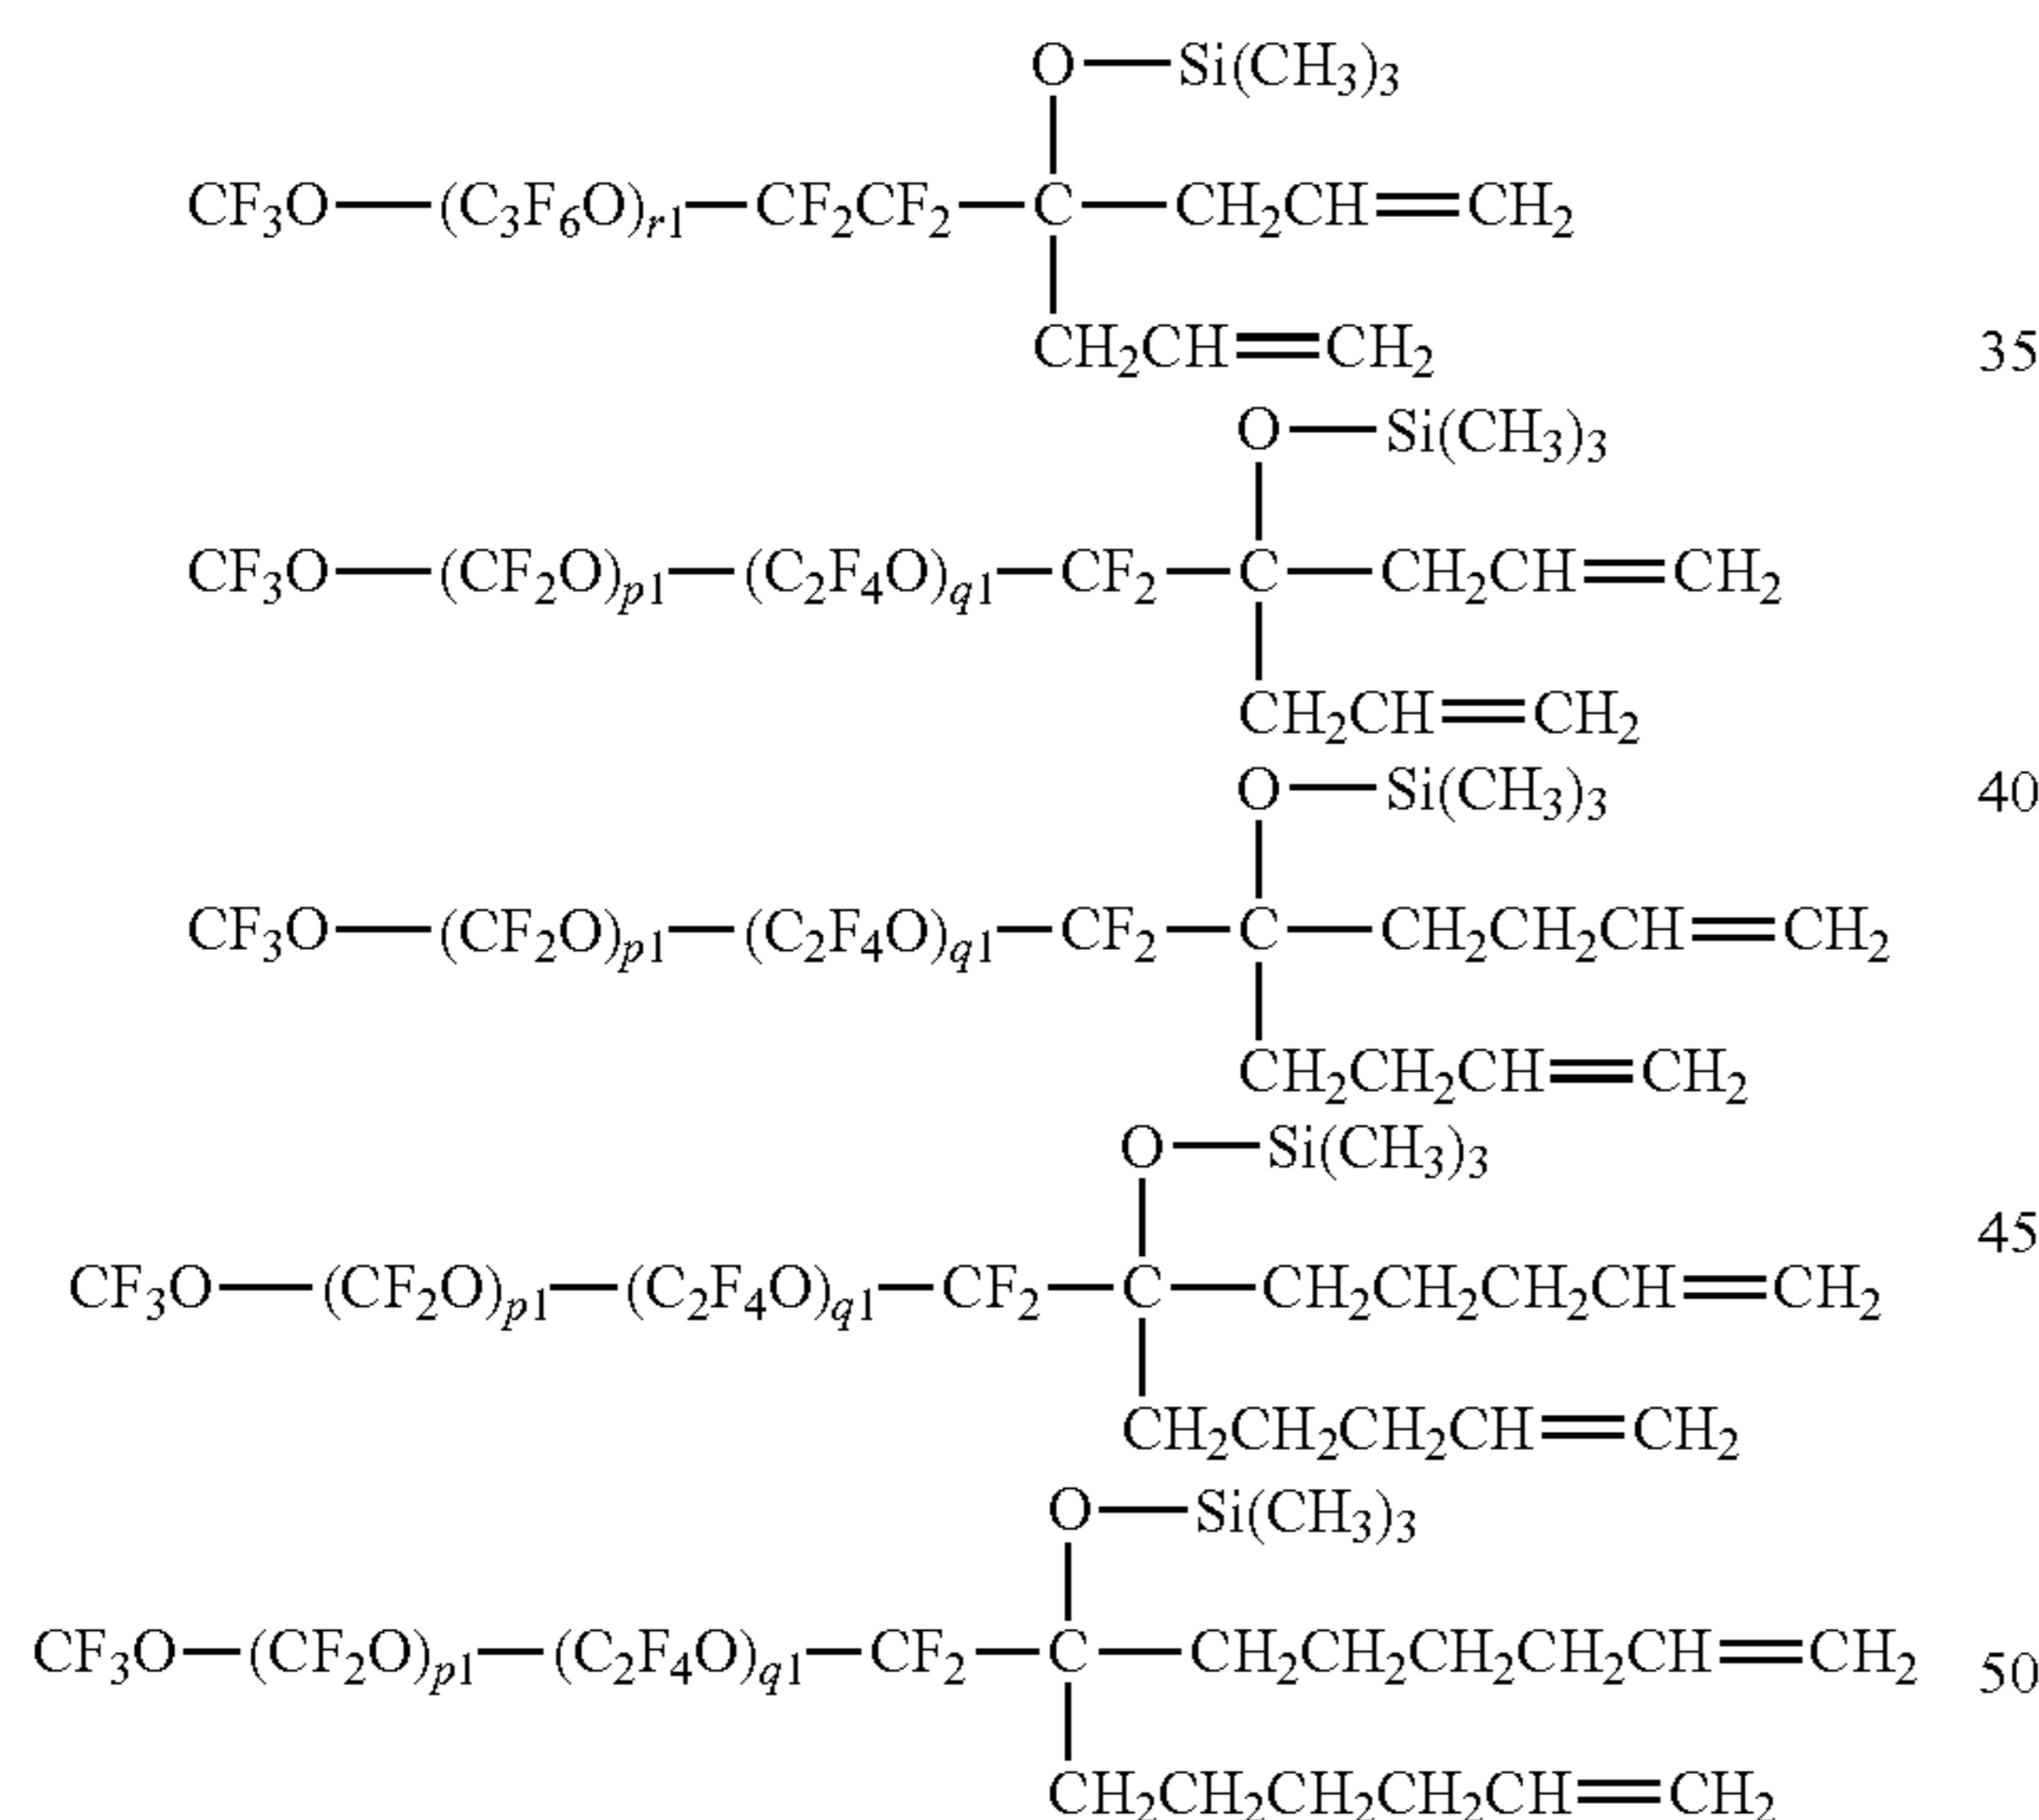 O—Si(CH₃)₃
CF₃O—(C₃F₆O)ᵣ₁—CF₂CF₂—C—CH₂CH=CH₂
CH₂CH=CH₂ 35
O—Si(CH₃)₃
CF₃O—(CF₂O)p1—(C₂F₄O)q1—CF₂—C—CH₂CH=CH₂
CH₂CH=CH₂
O—Si(CH₃)₃ 40
CF₃O—(CF₂O)p1—(C₂F₄O)q1—CF₂—C—CH₂CH₂CH=CH₂
CH₂CH₂CH=CH₂
O—Si(CH₃)₃
45
CF₃O—(CF₂O)p1—(C₂F₄O)q1—CF₂—C—CH₂CH₂CH₂CH=CH₂
CH₂CH₂CH₂CH=CH₂
O—Si(CH₃)₃
CF₃O—(CF₂O)p1—(C₂F₄O)q1—CF₂—C—CH₂CH₂CH₂CH₂CH=CH₂ 50
CH₂CH₂CH₂CH₂CH=CH₂